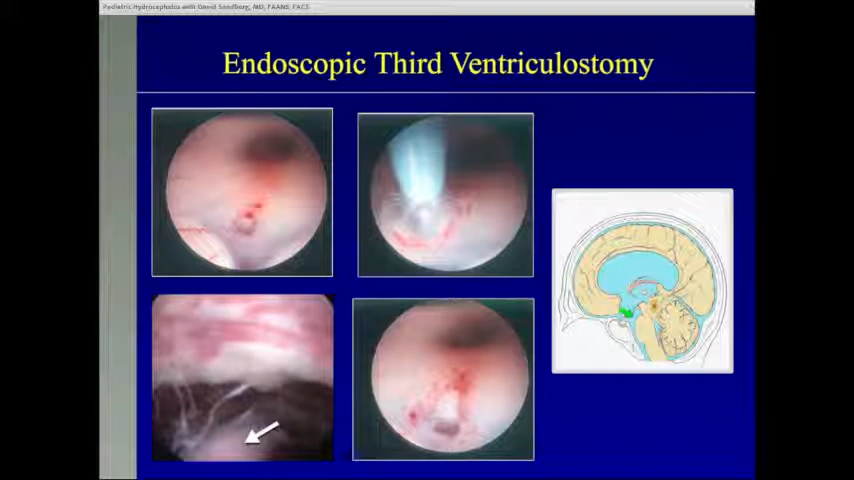 Pediatric Hydrocephalus with David Sandberg, MD, FAANS, FACS
Endoscopic Third Ventriculostomy